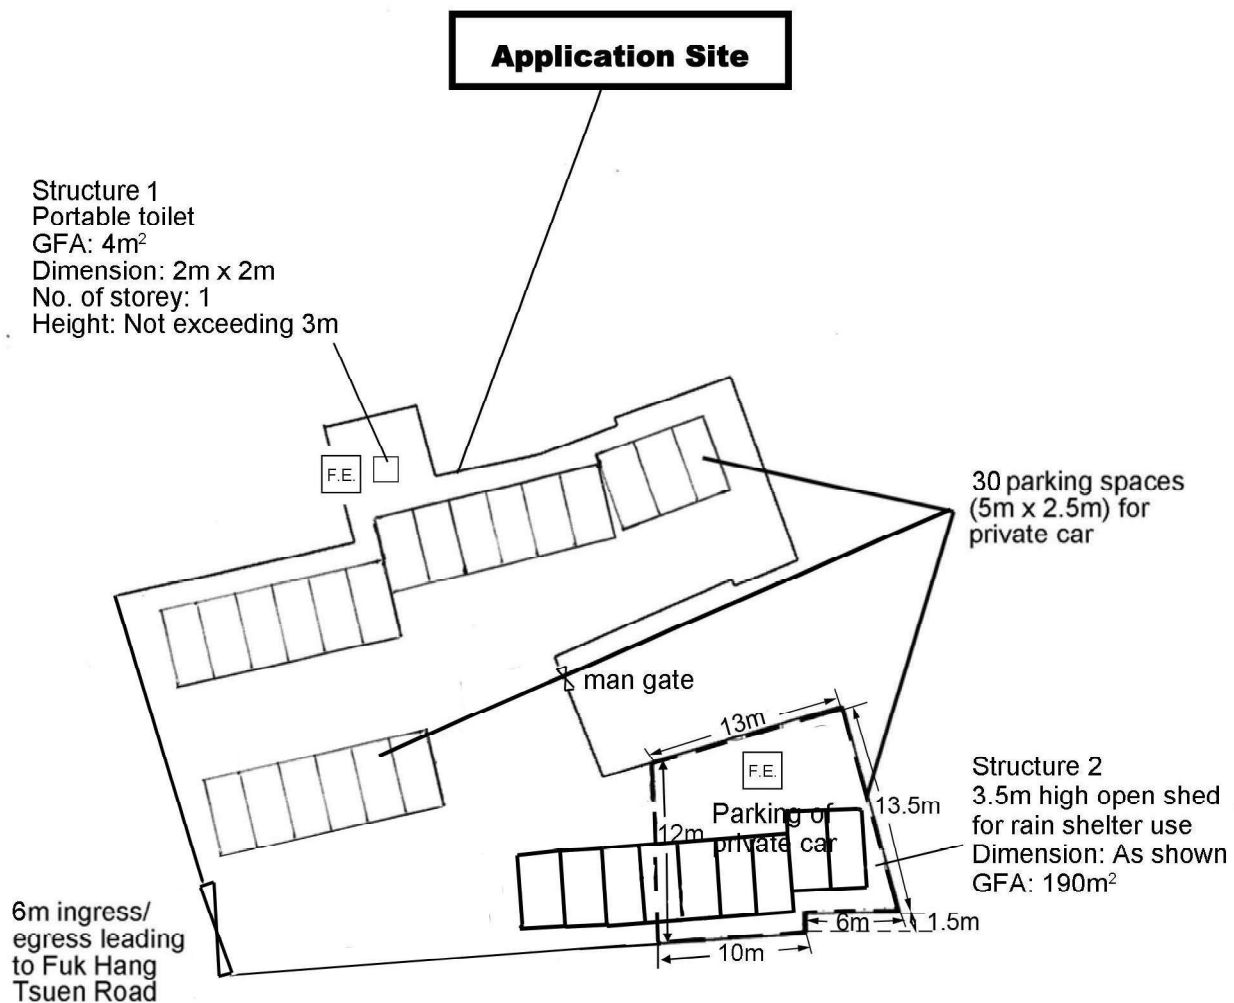 Application Site
Structure 1
Portable toilet
GFA: 4m²
Dimension: 2m x 2m
No. of storey: 1
Height: Not exceeding 3m
F.E.
30 parking spaces
(5m x 2.5m) for
private car
man gate
13m
F.E.
Parking of
private car
12m
13.5m
Structure 2
3.5m high open shed
for rain shelter use
Dimension: As shown
GFA: 190m²
6m
1.5m
10m
6m ingress/
egress leading
to Fuk Hang
Tsuen Road